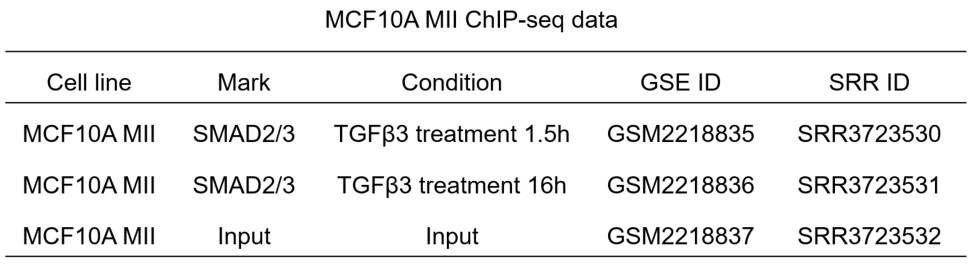 MCF10A MII ChIP-seq data
Cell line Mark Condition GSE ID SRR ID
MCF10A MII SMAD2/3 TGFβ3 treatment 1.5h GSM2218835 SRR3723530
MCF10A MII SMAD2/3 TGFβ3 treatment 16h GSM2218836 SRR3723531
MCF10A MII Input Input GSM2218837 SRR3723532